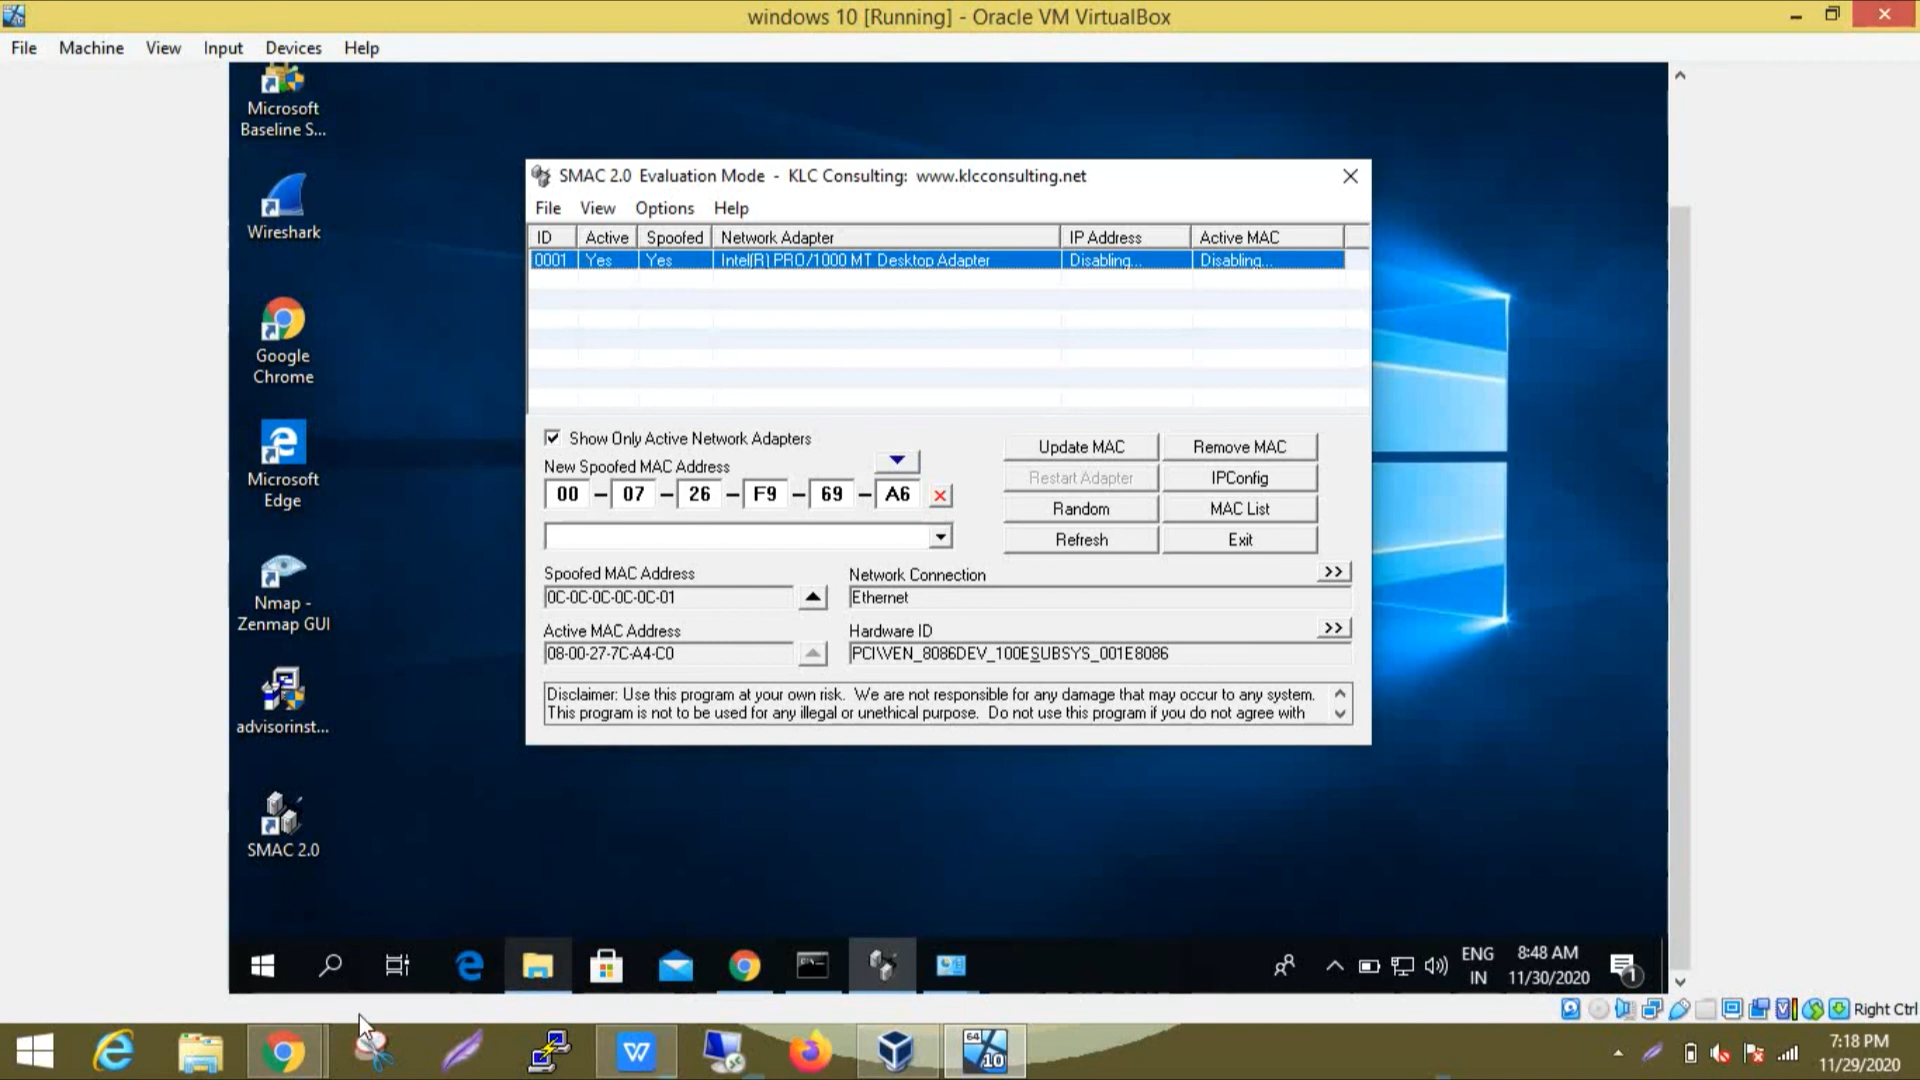 windows 10 [Running] - Oracle VM VirtualBox
File Machine View Input Devices Help
Microsoft
Baseline S...
Wireshark
Google
Chrome
Microsoft
Edge
Nmap -
Zenmap GUI
advisorinst...
SMAC 2.0
SMAC 2.0 Evaluation Mode - KLC Consulting: www.klcconsulting.net
File View Options Help
ID Active Spoofed Network Adapter IP Address Active MAC
0001 Yes Yes Intel(R) PRO/1000 MT Desktop Adapter Disabling... Disabling...
Show Only Active Network Adapters
New Spoofed MAC Address
00 - 07 - 26 - F9 - 69 - A6
Update MAC Remove MAC
Restart Adapter IPConfig
Random MAC List
Refresh Exit
Spoofed MAC Address
0C-0C-0C-0C-0C-01
Network Connection >>
Ethernet
Active MAC Address
08-00-27-7C-A4-C0
Hardware ID >>
PCI\VEN_8086DEV_100ESUBSYS_001E8086
Disclaimer: Use this program at your own risk. We are not responsible for any damage that may occur to any system.
This program is not to be used for any illegal or unethical purpose. Do not use this program if you do not agree with
ENG
IN
8:48 AM
11/30/2020
1
Right Ctrl
64
10
7:18 PM
11/29/2020